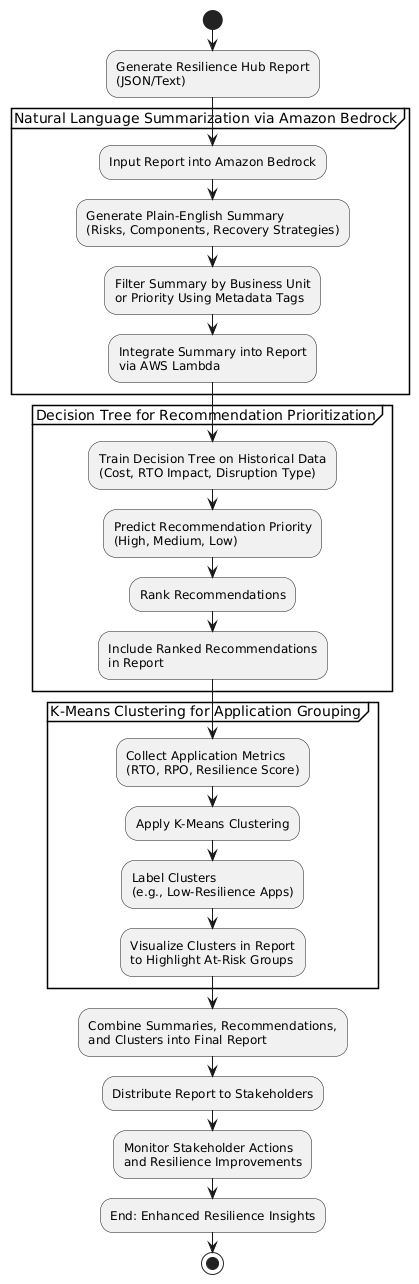 Generate Resilience Hub Report
(JSON/Text)
Natural Language Summarization via Amazon Bedrock
Input Report into Amazon Bedrock
Generate Plain-English Summary
(Risks, Components, Recovery Strategies)
Filter Summary by Business Unit
or Priority Using Metadata Tags
Integrate Summary into Report
via AWS Lambda
Decision Tree for Recommendation Prioritization
Train Decision Tree on Historical Data
(Cost, RTO Impact, Disruption Type)
Predict Recommendation Priority
(High, Medium, Low)
Rank Recommendations
Include Ranked Recommendations
in Report
K-Means Clustering for Application Grouping
Collect Application Metrics
(RTO, RPO, Resilience Score)
Apply K-Means Clustering
Label Clusters
(e.g., Low-Resilience Apps)
Visualize Clusters in Report
to Highlight At-Risk Groups
Combine Summaries, Recommendations,
and Clusters into Final Report
Distribute Report to Stakeholders
Monitor Stakeholder Actions
and Resilience Improvements
End: Enhanced Resilience Insights